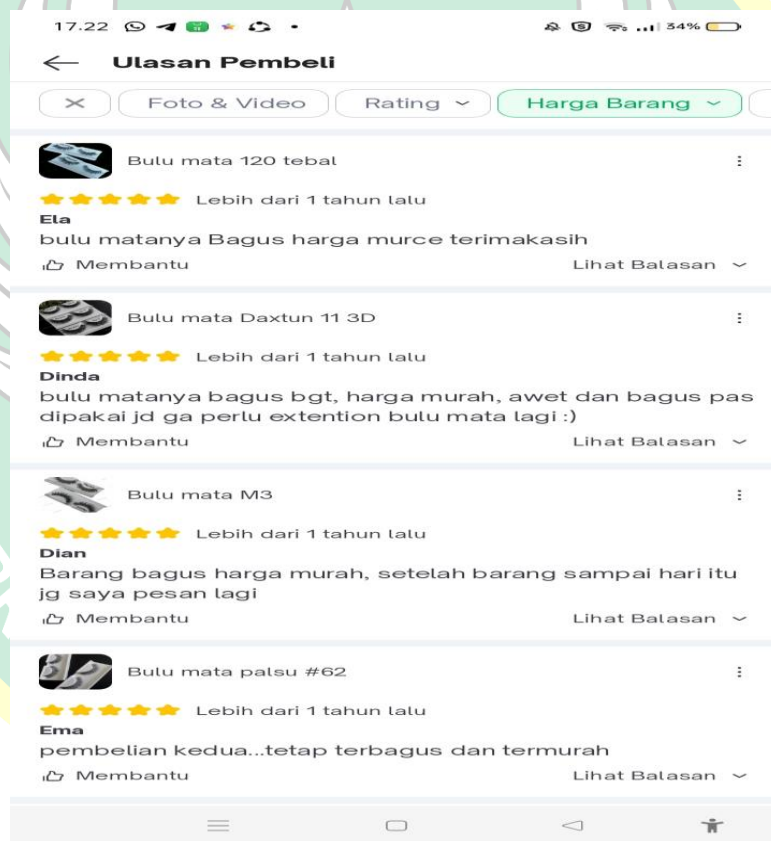 17.22
34%
Ulasan Pembeli
Foto & Video
Rating
Harga Barang
Bulu mata 120 tebal
Lebih dari 1 tahun lalu
Ela
bulu matanya Bagus harga murce terimakasih
Membantu
Lihat Balasan
Bulu mata Daxtun 11 3D
Lebih dari 1 tahun lalu
Dinda
bulu matanya bagus bgt, harga murah, awet dan bagus pas
dipakai jd ga perlu extention bulu mata lagi :)
Membantu
Lihat Balasan
Bulu mata M3
Lebih dari 1 tahun lalu
Dian
Barang bagus harga murah, setelah barang sampai hari itu
jg saya pesan lagi
Membantu
Lihat Balasan
Bulu mata palsu #62
Lebih dari 1 tahun lalu
Ema
pembelian kedua...tetap terbagus dan termurah
Membantu
Lihat Balasan